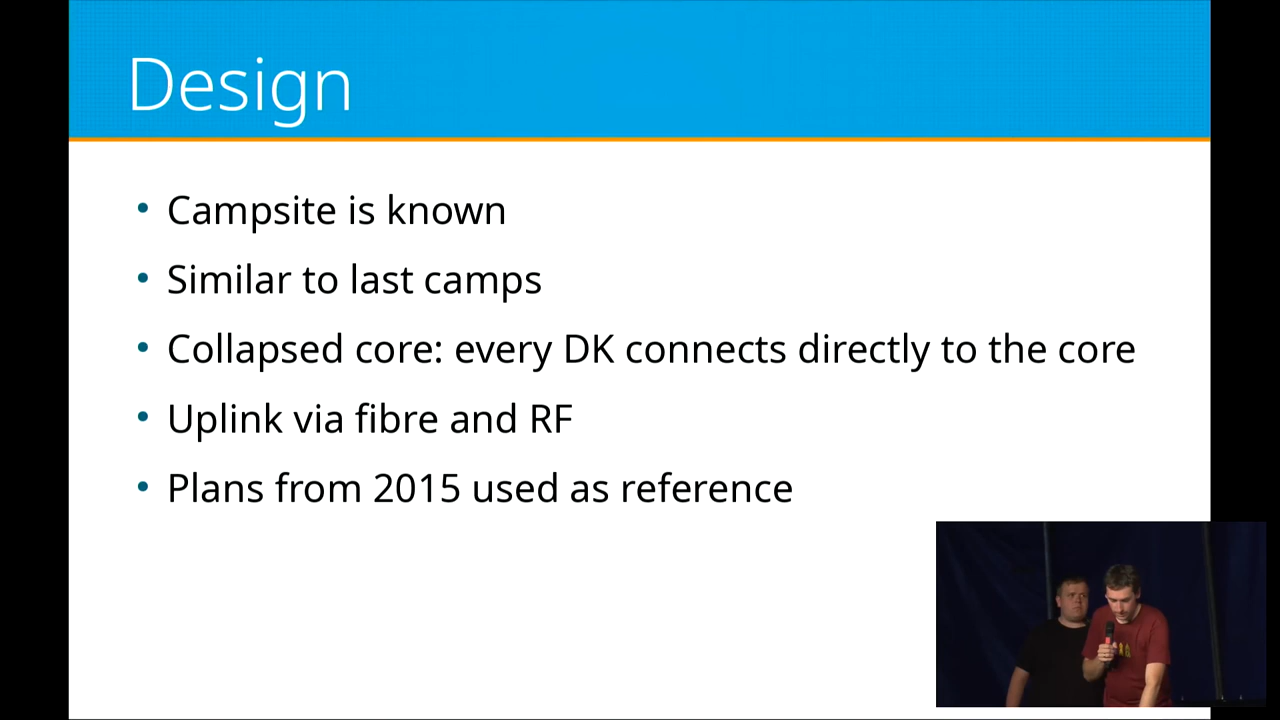 Design
• Campsite is known
• Similar to last camps
• Collapsed core: every DK connects directly to the core
• Uplink via fibre and RF
• Plans from 2015 used as reference